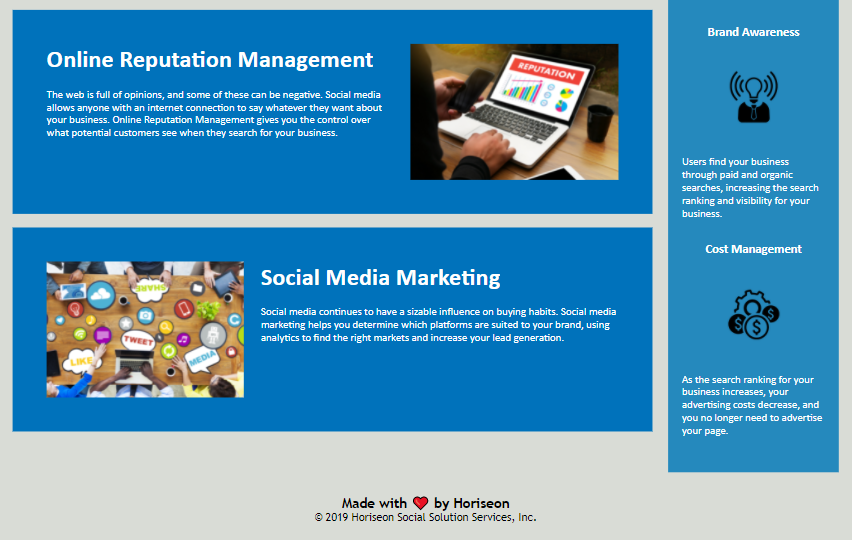 Online Reputation Management
The web is full of opinions, and some of these can be negative. Social media
allows anyone with an internet connection to say whatever they want about
your business. Online Reputation Management gives you the control over
what potential customers see when they search for your business.
REPUTATION
SHARE
TWEET
LIKE
MEDIA
Social Media Marketing
Social media continues to have a sizable influence on buying habits. Social media
marketing helps you determine which platforms are suited to your brand, using
analytics to find the right markets and increase your lead generation.
Brand Awareness
Users find your business
through paid and organic
searches, increasing the search
ranking and visibility for your
business.
Cost Management
$ $ $
As the search ranking for your
business increases, your
advertising costs decrease, and
you no longer need to advertise
your page.
Made with ❤ by Horiseon
© 2019 Horiseon Social Solution Services, Inc.